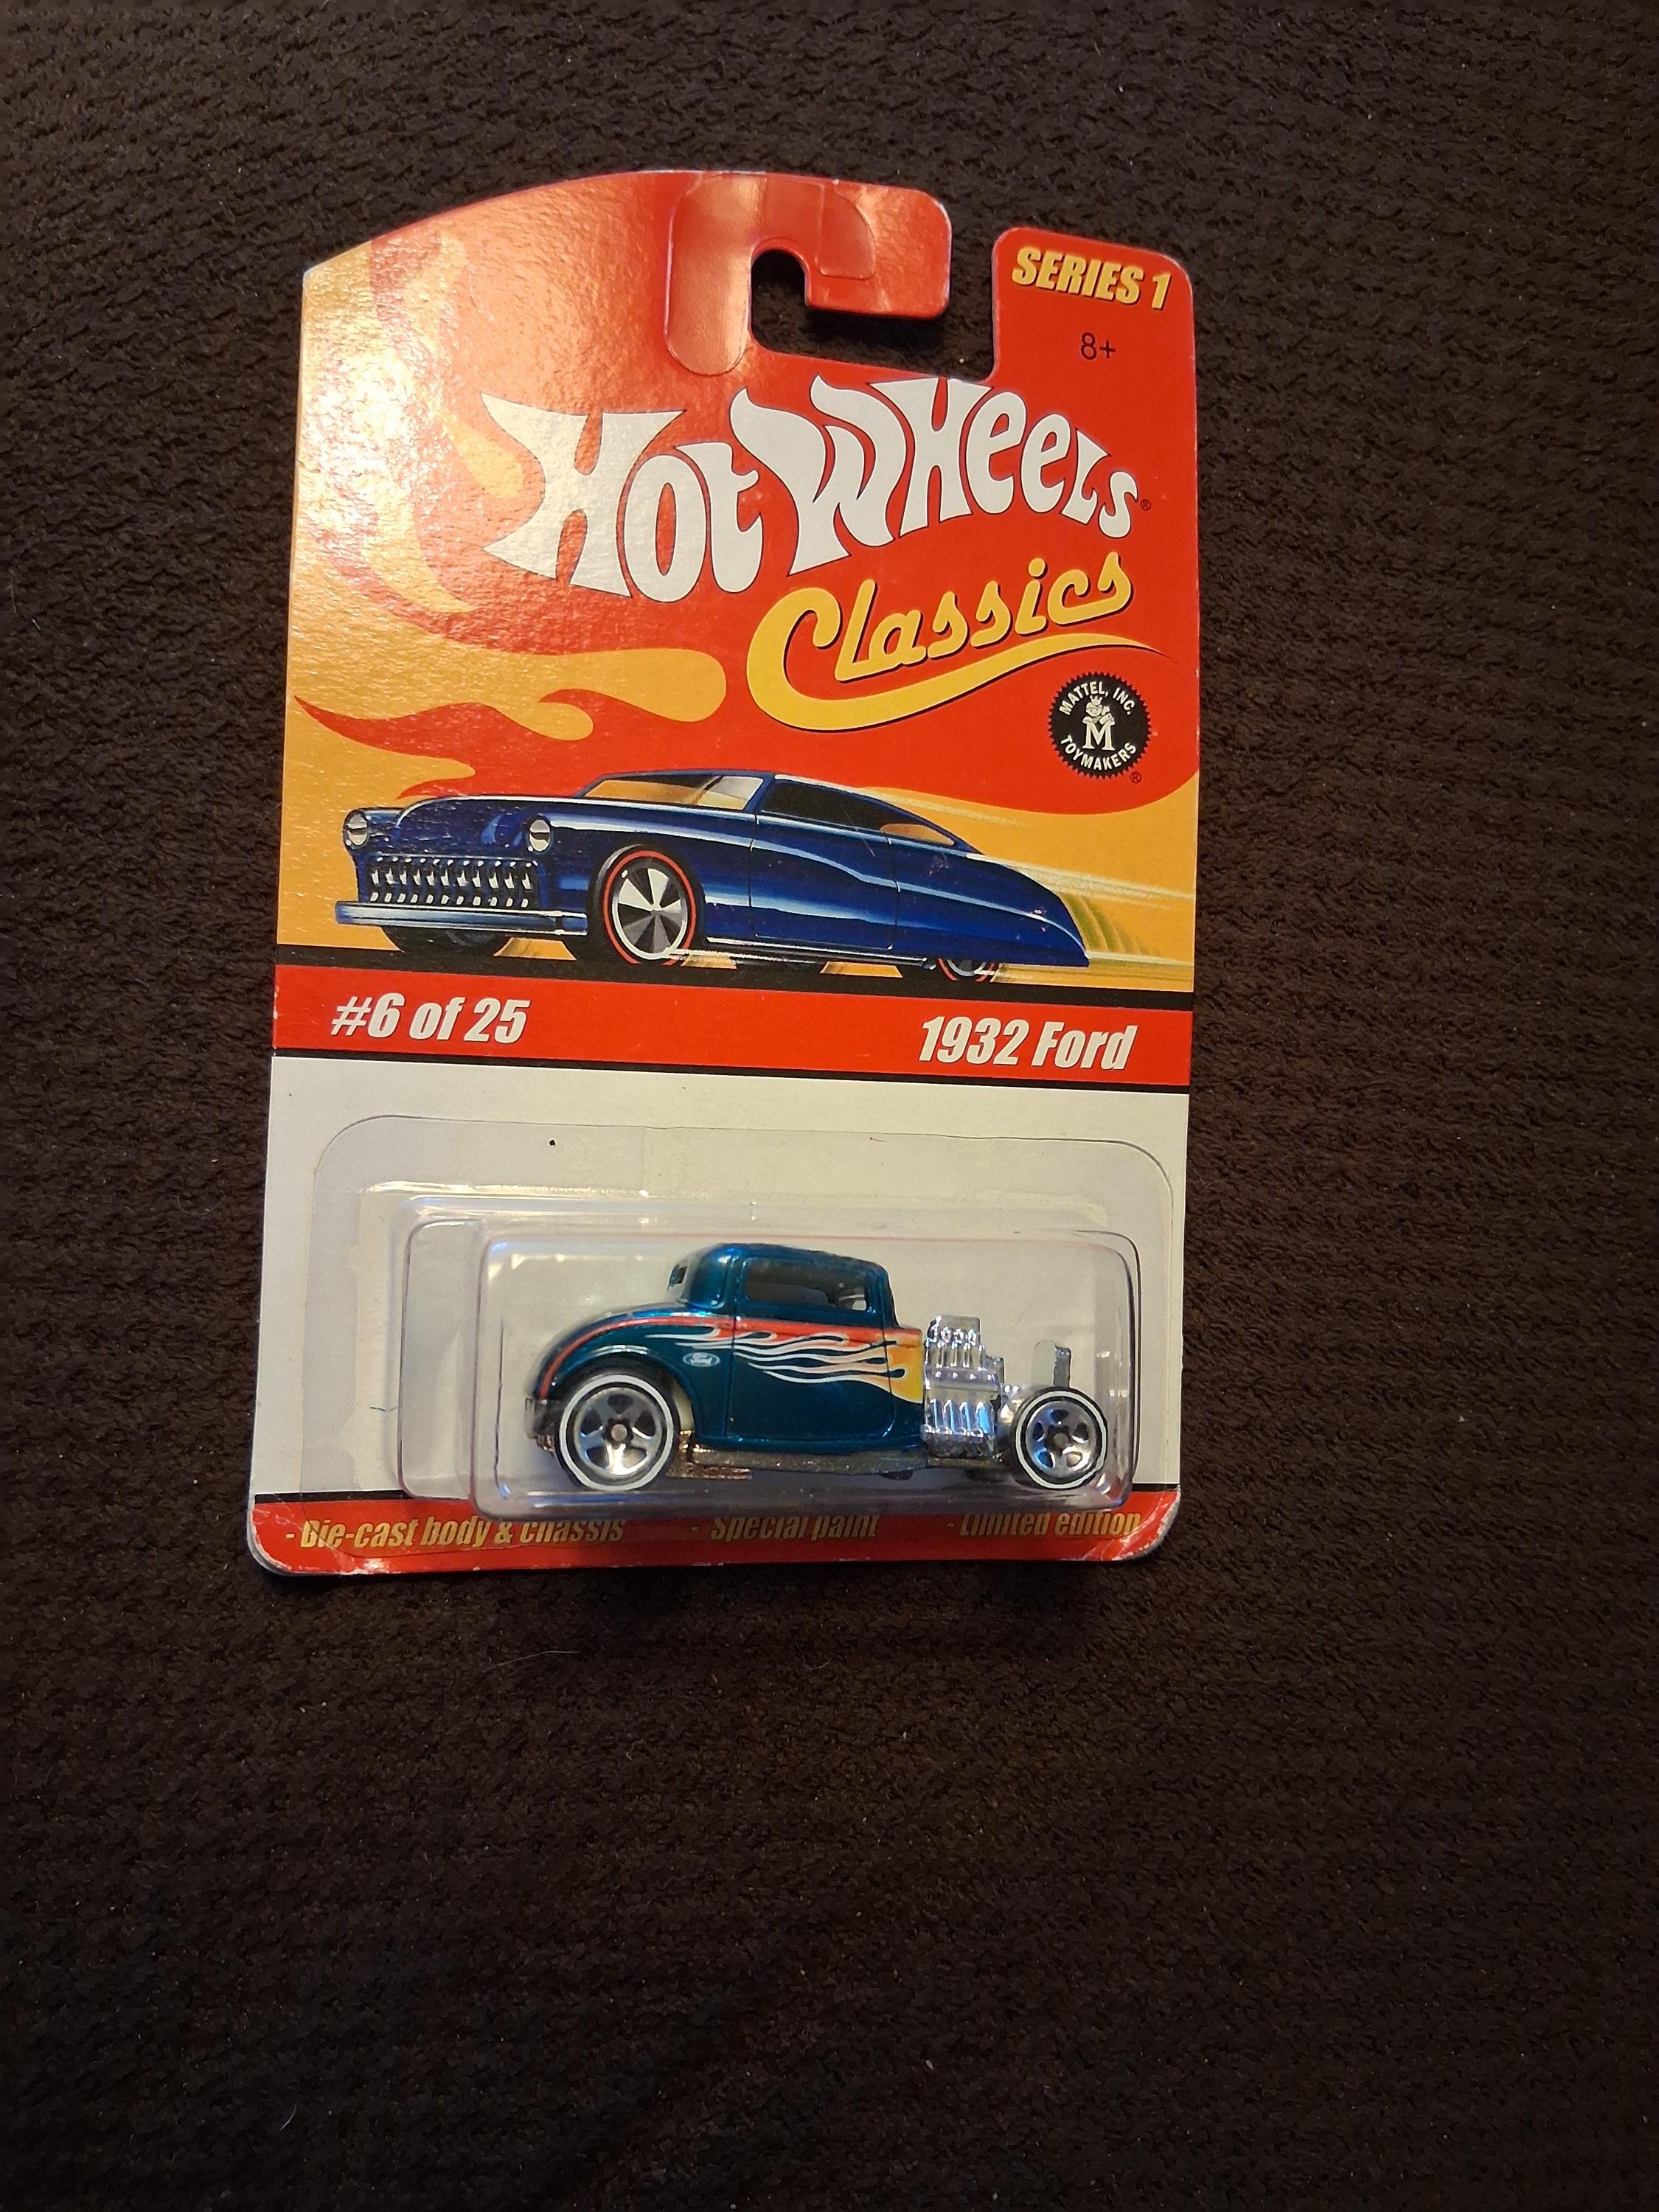 SERIES 1
8+
Hot Wheels®
Classics
MATTEL, INC.
M
TOYMAKERS®
#6 of 25
1932 Ford
Ford
- Die-cast body & chassis - Special paint - Limited edition